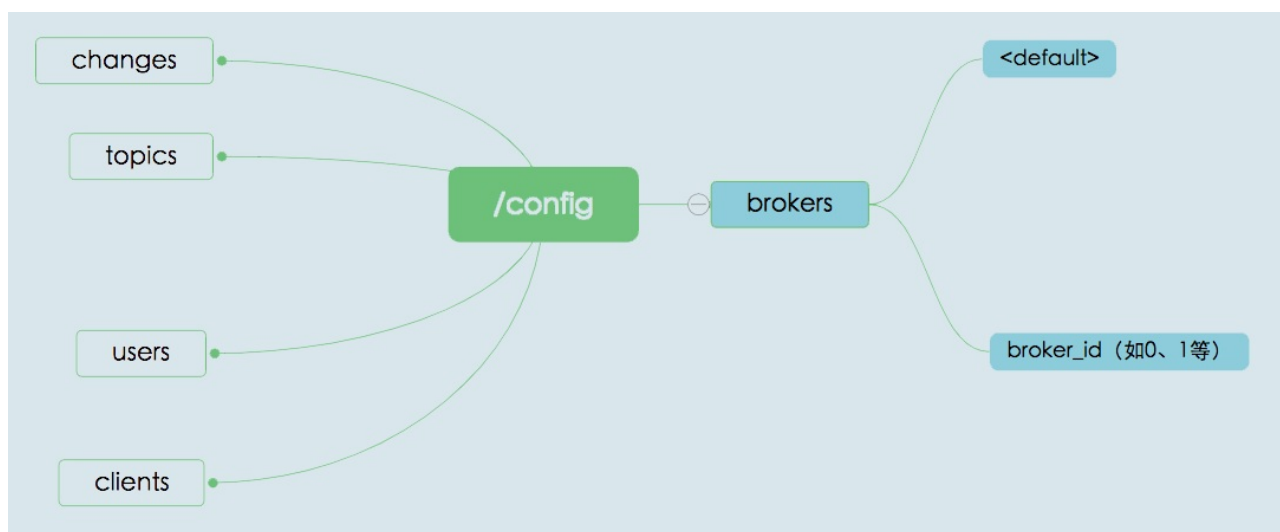 changes
topics
users
clients
/config
brokers
<default>
broker_id（如0、1等）